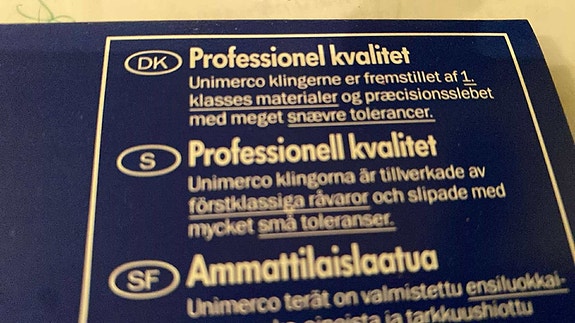 DK Professionel kvalitet
Unimerco klingerne er fremstillet af 1.
klasses materialer og præcisionsslebet
med meget snævre tolerancer.
S Professionell kvalitet
Unimerco klingorna är tillverkade av
förstklassiga råvaror och slipade med
mycket små toleranser.
SF Ammattilaislaatua
Unimerco terät on valmistettu ensiluokkai-
ja tarkkuushiottu